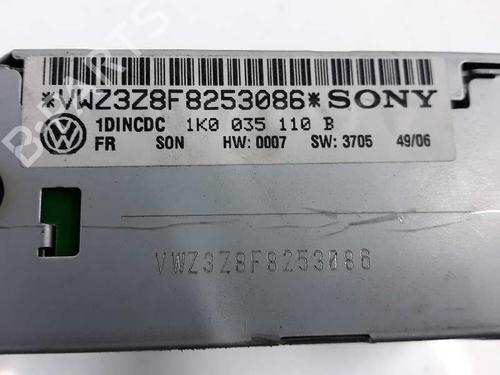 *VWZ3Z8F8253086* SONY
1DINCDC 1K0 035 110 B
FR SON HW: 0007 SW: 3705 49/06
VWZ3Z8F8253086